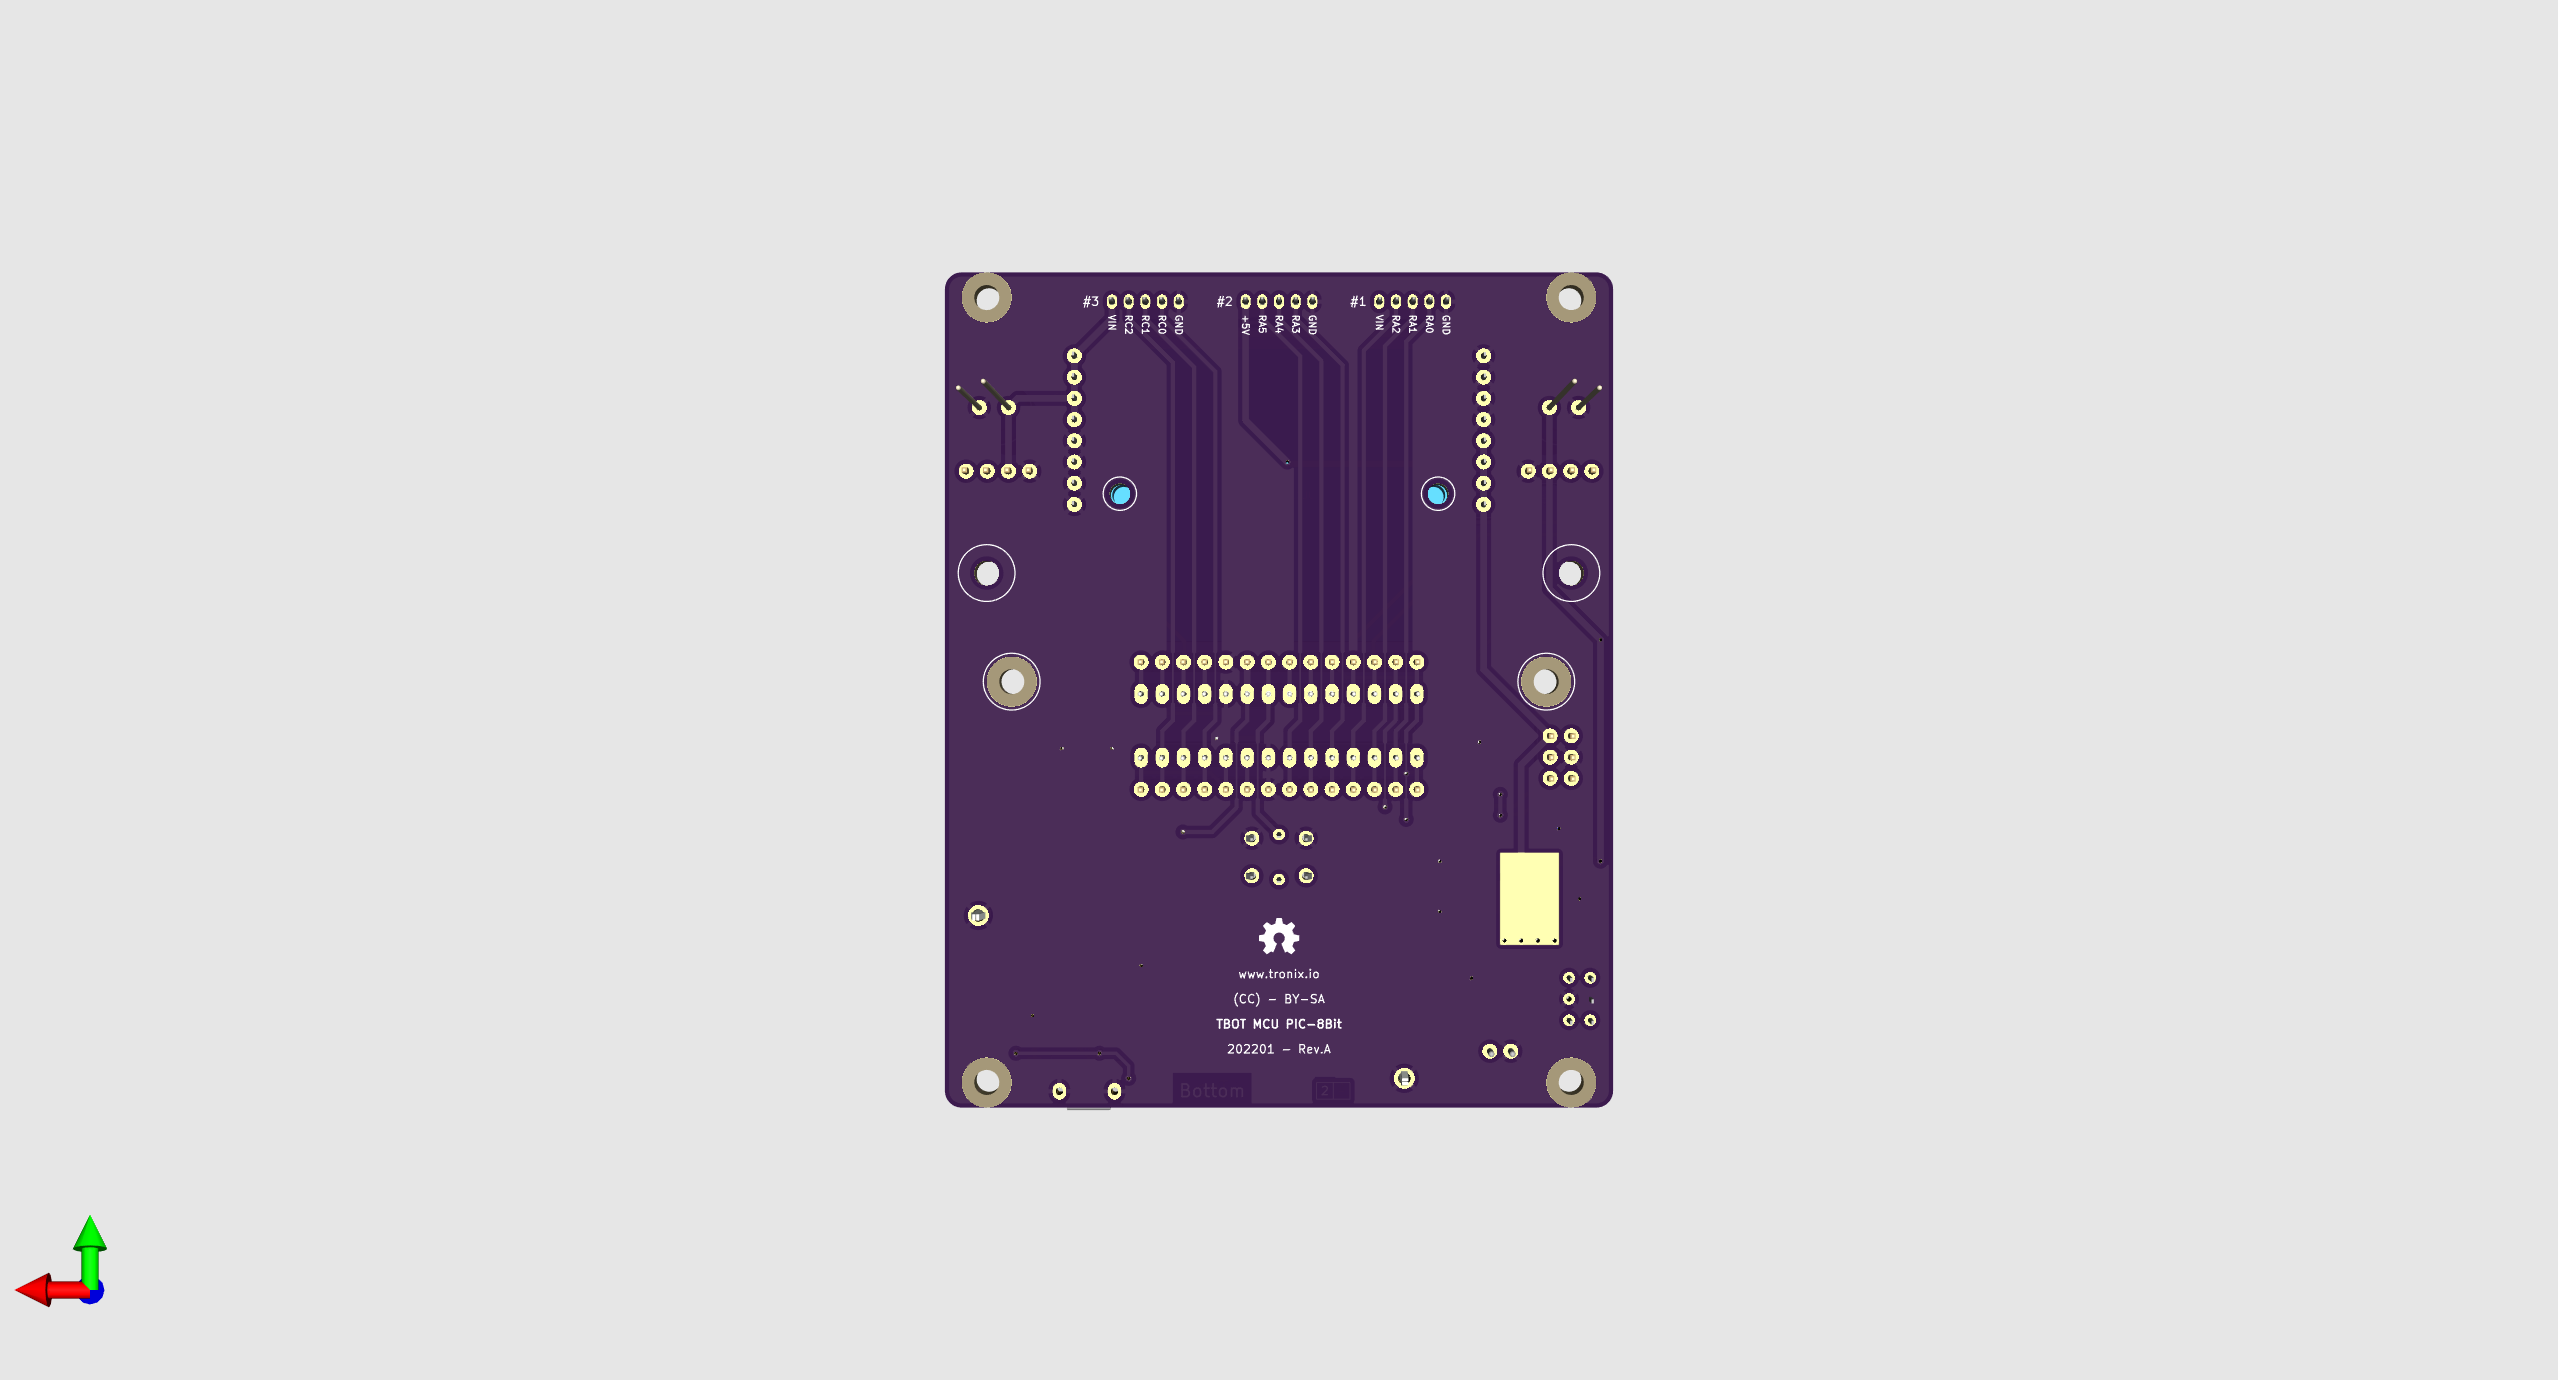 #3 #2 #1
VIN RC2 RC1 RC0 GND +5V RA5 RA4 RA3 GND VIN RA2 RA1 RA0 GND
www.tronix.io
(CC) - BY-SA
TBOT MCU PIC-8Bit
202201 - Rev.A
Bottom 2